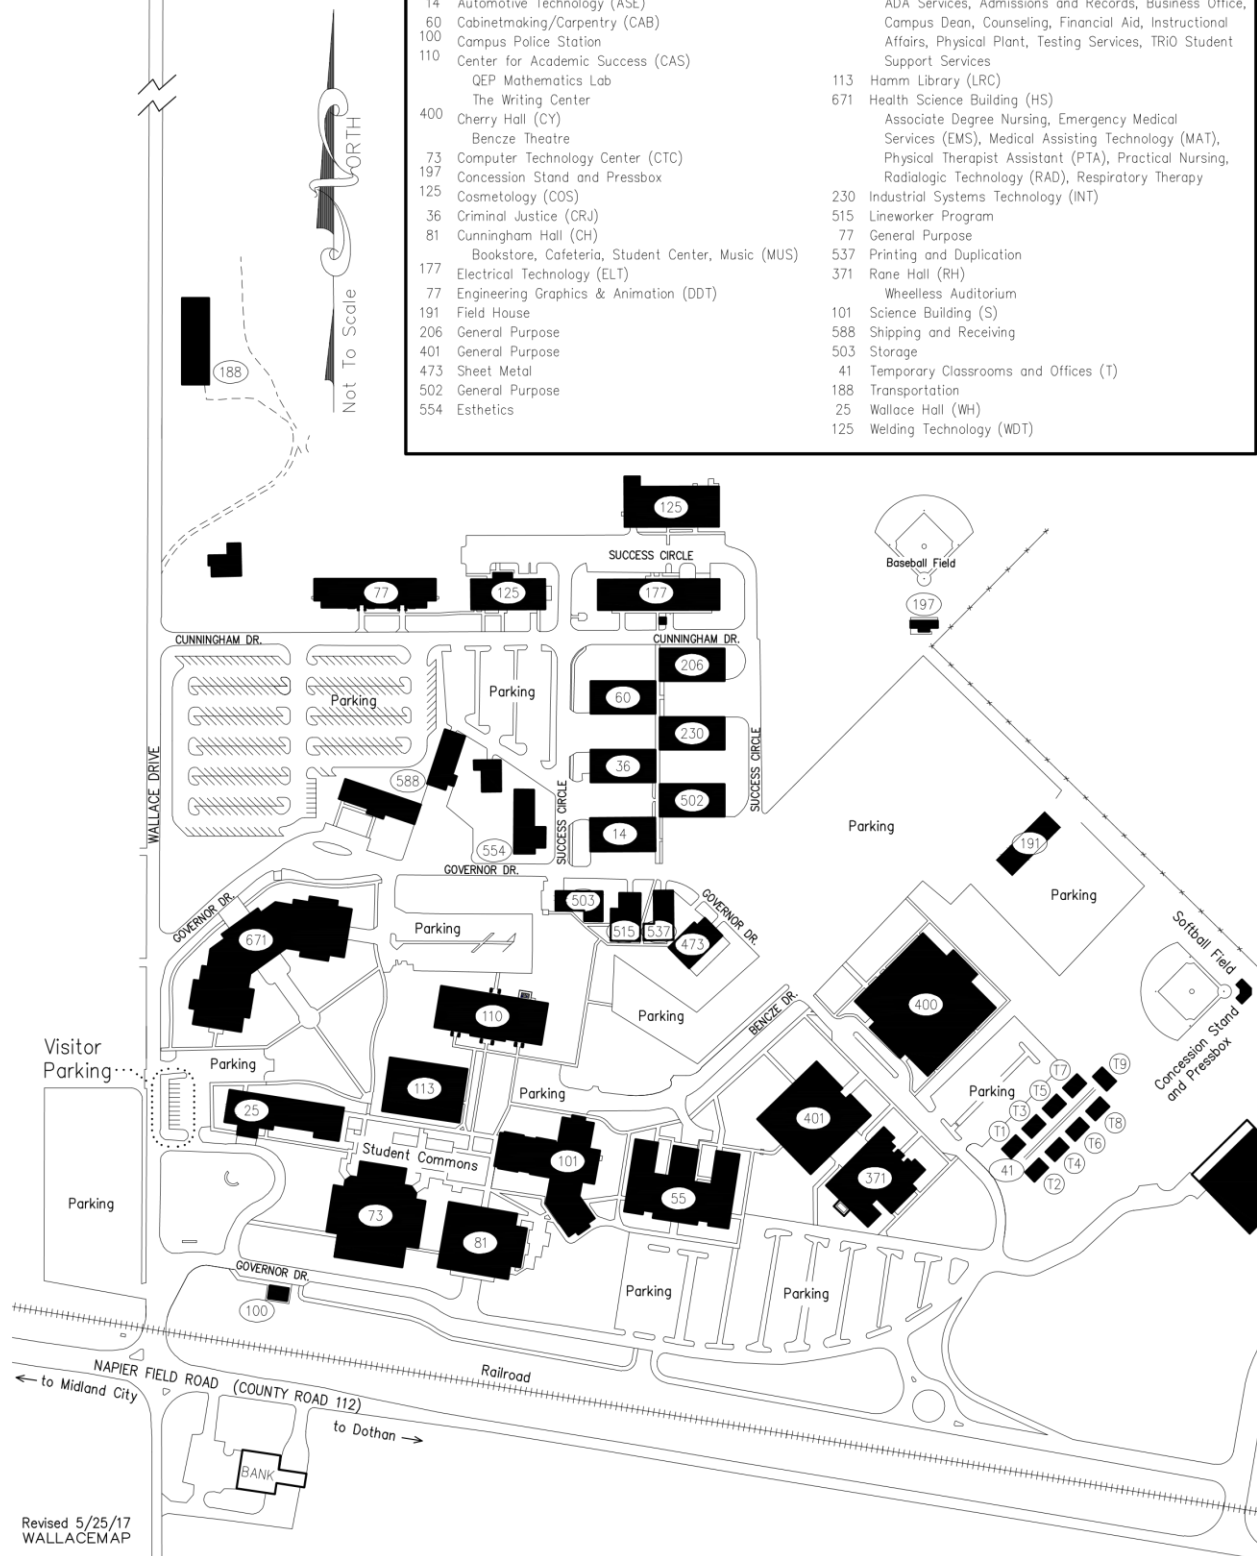 14 Automotive Technology (ASE)
60 Cabinetmaking/Carpentry (CAB)
100 Campus Police Station
110 Center for Academic Success (CAS)
QEP Mathematics Lab
The Writing Center
400 Cherry Hall (CY)
Bencze Theatre
73 Computer Technology Center (CTC)
197 Concession Stand and Pressbox
125 Cosmetology (COS)
36 Criminal Justice (CRJ)
81 Cunningham Hall (CH)
Bookstore, Cafeteria, Student Center, Music (MUS)
177 Electrical Technology (ELT)
77 Engineering Graphics & Animation (DDT)
191 Field House
206 General Purpose
401 General Purpose
473 Sheet Metal
502 General Purpose
554 Esthetics
ADA Services, Admissions and Records, Business Office,
Campus Dean, Counseling, Financial Aid, Instructional
Affairs, Physical Plant, Testing Services, TRiO Student
Support Services
113 Hamm Library (LRC)
671 Health Science Building (HS)
Associate Degree Nursing, Emergency Medical
Services (EMS), Medical Assisting Technology (MAT),
Physical Therapist Assistant (PTA), Practical Nursing,
Radialogic Technology (RAD), Respiratory Therapy
230 Industrial Systems Technology (INT)
515 Lineworker Program
77 General Purpose
537 Printing and Duplication
371 Rane Hall (RH)
Wheelless Auditorium
101 Science Building (S)
588 Shipping and Receiving
503 Storage
41 Temporary Classrooms and Offices (T)
188 Transportation
25 Wallace Hall (WH)
125 Welding Technology (WDT)
NORTH
Not To Scale
188
125
SUCCESS CIRCLE
Baseball Field
77
125
177
197
CUNNINGHAM DR.
CUNNINGHAM DR.
206
Parking
Parking
60
230
WALLACE DRIVE
SUCCESS CIRCLE
SUCCESS CIRCLE
36
588
502
14
554
Parking
191
GOVERNOR DR.
Parking
GOVERNOR DR.
503
GOVERNOR DR.
671
Parking
515
537
473
Softball Field
400
BENCZE DR.
110
Parking
Concession Stand
and Pressbox
Visitor
Parking
Parking
113
Parking
Parking
T9
T7
T5
T3
T1
T8
T6
T4
T2
41
25
401
Student Commons
101
371
55
Parking
73
81
GOVERNOR DR.
Parking
Parking
100
Railroad
NAPIER FIELD ROAD (COUNTY ROAD 112)
← to Midland City
to Dothan →
BANK
Revised 5/25/17
WALLACEMAP